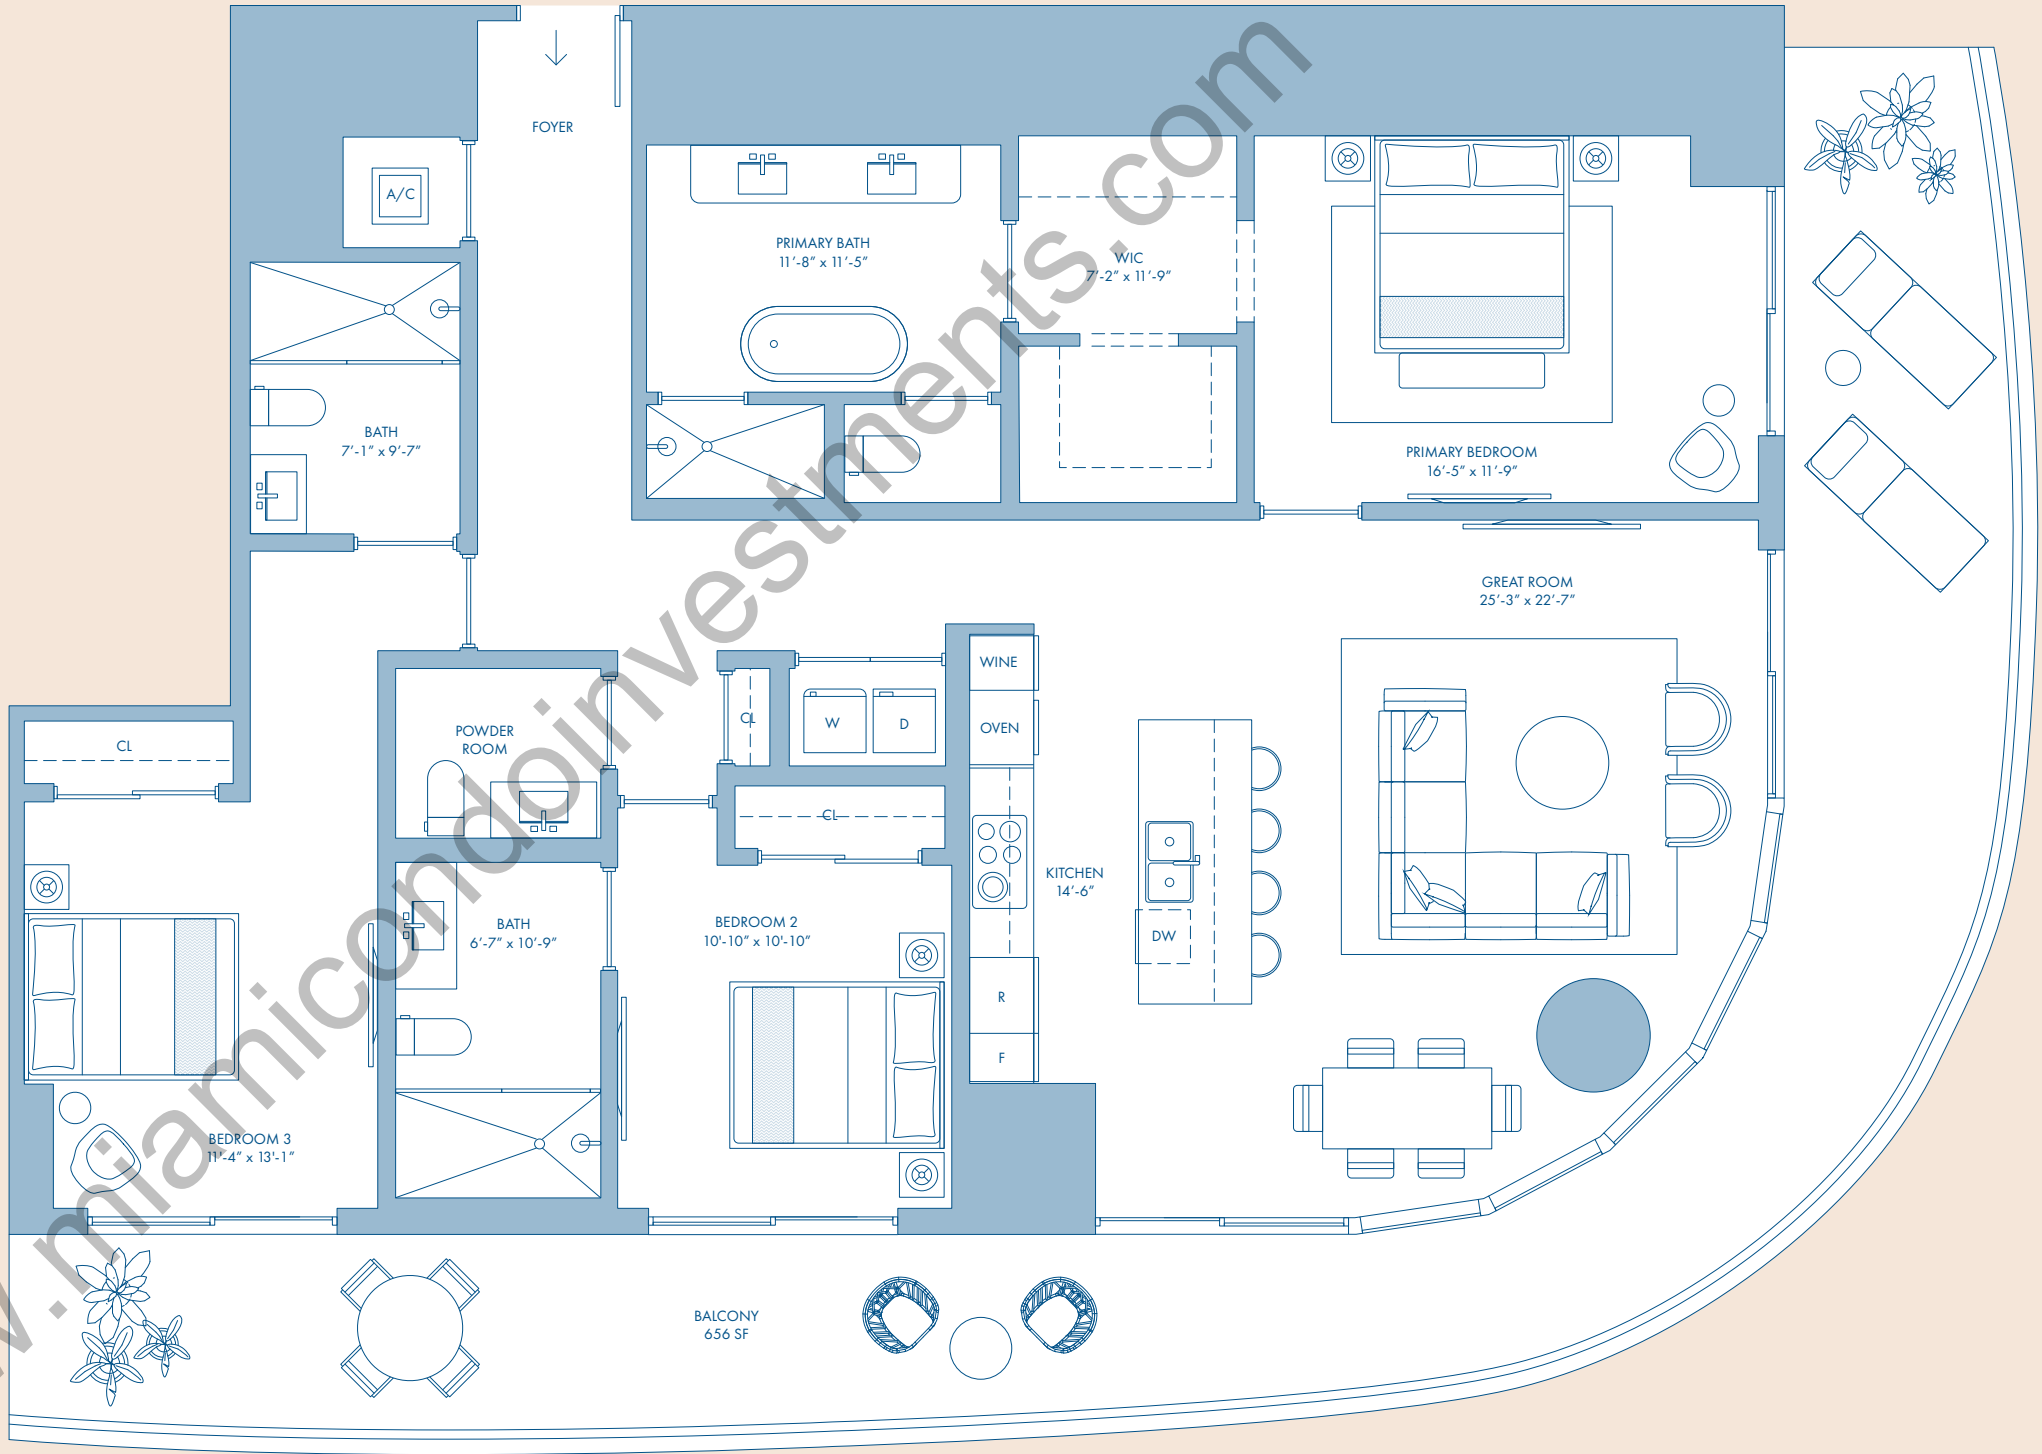 FOYER
A/C
PRIMARY BATH
11'-8" x 11'-5"
WIC
7'-2" x 11'-9"
BATH
7'-1" x 9'-7"
PRIMARY BEDROOM
16'-5" x 11'-9"
GREAT ROOM
25'-3" x 22'-7"
WINE
OVEN
CL
W
D
POWDER
ROOM
CL
CL
KITCHEN
14'-6"
BATH
6'-7" x 10'-9"
BEDROOM 2
10'-10" x 10'-10"
DW
R
F
BEDROOM 3
11'-4" x 13'-1"
BALCONY
656 SF
.miamicondoinvestments.com